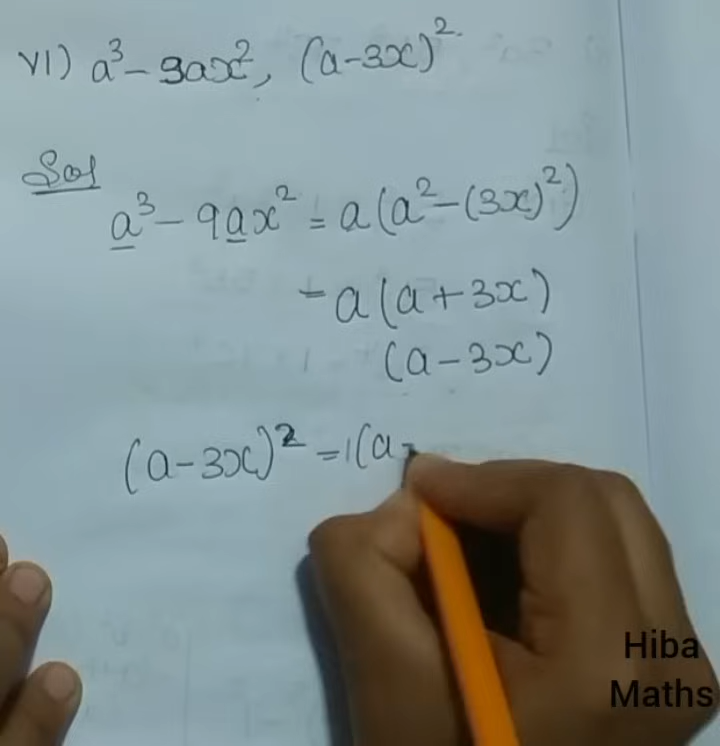 VI) a³ - 9ax², (a-3x)².
Sol
a³ - 9ax² = a(a² - (3x)²)
= a(a+3x)
(a-3x)
(a-3x)² = 1(a -
Hiba
Maths